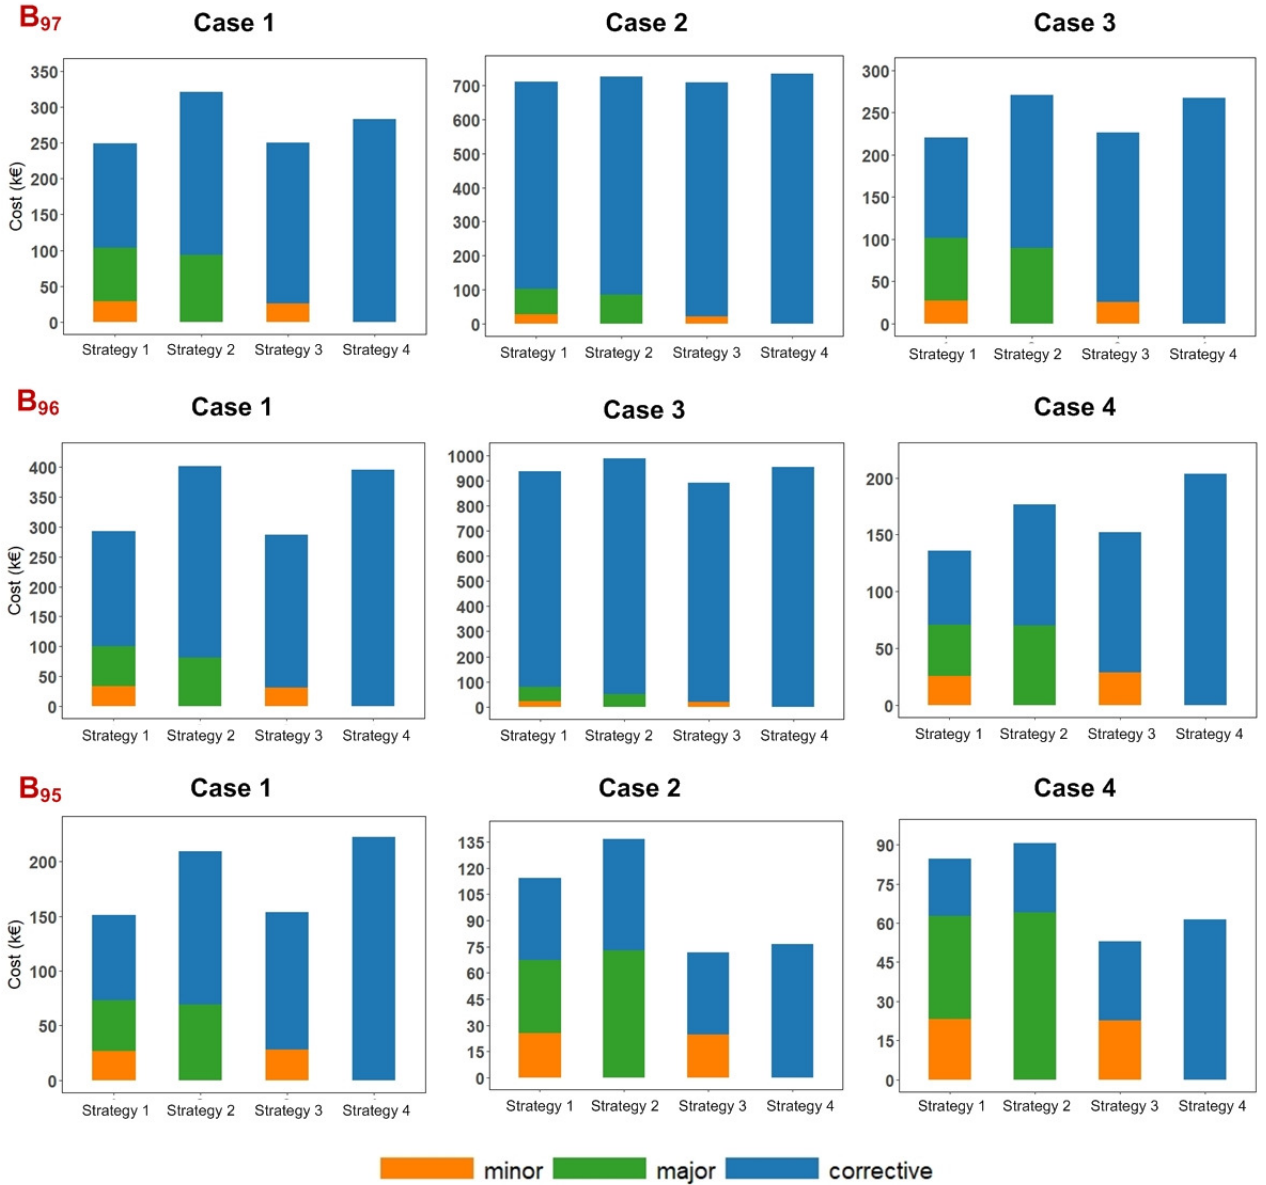 B97
Case 1
Case 2
Case 3
Cost (k€)
350
300
250
200
150
100
50
0
Strategy 1 Strategy 2 Strategy 3 Strategy 4
700
600
500
400
300
200
100
0
Strategy 1 Strategy 2 Strategy 3 Strategy 4
300
250
200
150
100
50
0
Strategy 1 Strategy 2 Strategy 3 Strategy 4
B96
Case 1
Case 3
Case 4
Cost (k€)
400
350
300
250
200
150
100
50
0
Strategy 1 Strategy 2 Strategy 3 Strategy 4
1000
900
800
700
600
500
400
300
200
100
0
Strategy 1 Strategy 2 Strategy 3 Strategy 4
200
150
100
50
0
Strategy 1 Strategy 2 Strategy 3 Strategy 4
B95
Case 1
Case 2
Case 4
Cost (k€)
200
150
100
50
0
Strategy 1 Strategy 2 Strategy 3 Strategy 4
135
120
105
90
75
60
45
30
15
0
Strategy 1 Strategy 2 Strategy 3 Strategy 4
90
75
60
45
30
15
0
Strategy 1 Strategy 2 Strategy 3 Strategy 4
minor major corrective